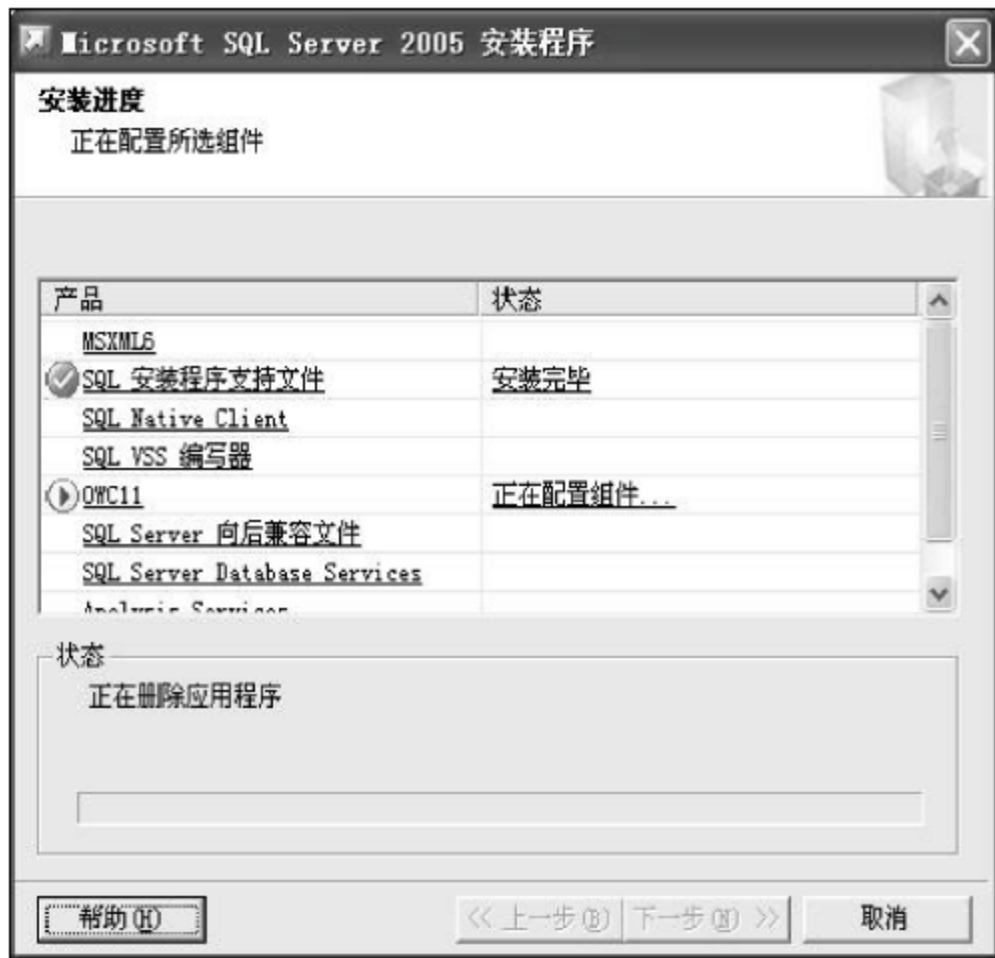 Microsoft SQL Server 2005 安装程序
安装进度
正在配置所选组件
产品 状态
MSXML6
SQL 安装程序支持文件 安装完毕
SQL Native Client
SQL VSS 编写器
OWC11 正在配置组件...
SQL Server 向后兼容文件
SQL Server Database Services
Analysis Services
状态
正在删除应用程序
帮助(H) << 上一步(B) 下一步(N) >> 取消